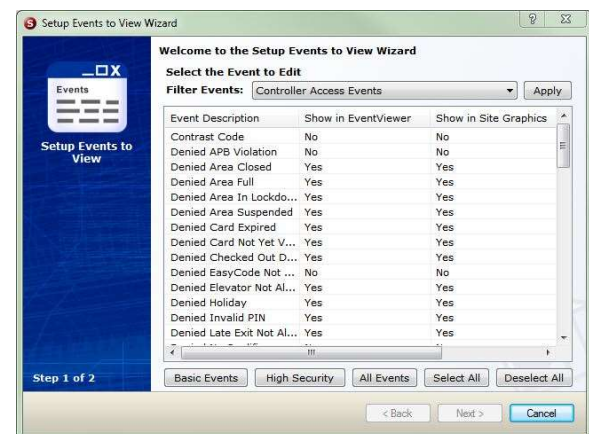 Setup Events to View Wizard
Welcome to the Setup Events to View Wizard
Select the Event to Edit
Filter Events: Controller Access Events Apply
Events
Setup Events to
View
Event Description Show in EventViewer Show in Site Graphics
Contrast Code No No
Denied APB Violation No No
Denied Area Closed Yes Yes
Denied Area Full Yes Yes
Denied Area In Lockdo... Yes Yes
Denied Area Suspended Yes Yes
Denied Card Expired Yes Yes
Denied Card Not Yet V... Yes Yes
Denied Checked Out D... Yes Yes
Denied EasyCode Not ... No No
Denied Elevator Not Al... Yes Yes
Denied Holiday Yes Yes
Denied Invalid PIN Yes Yes
Denied Late Exit Not Al... Yes Yes
Step 1 of 2
Basic Events High Security All Events Select All Deselect All
< Back Next > Cancel